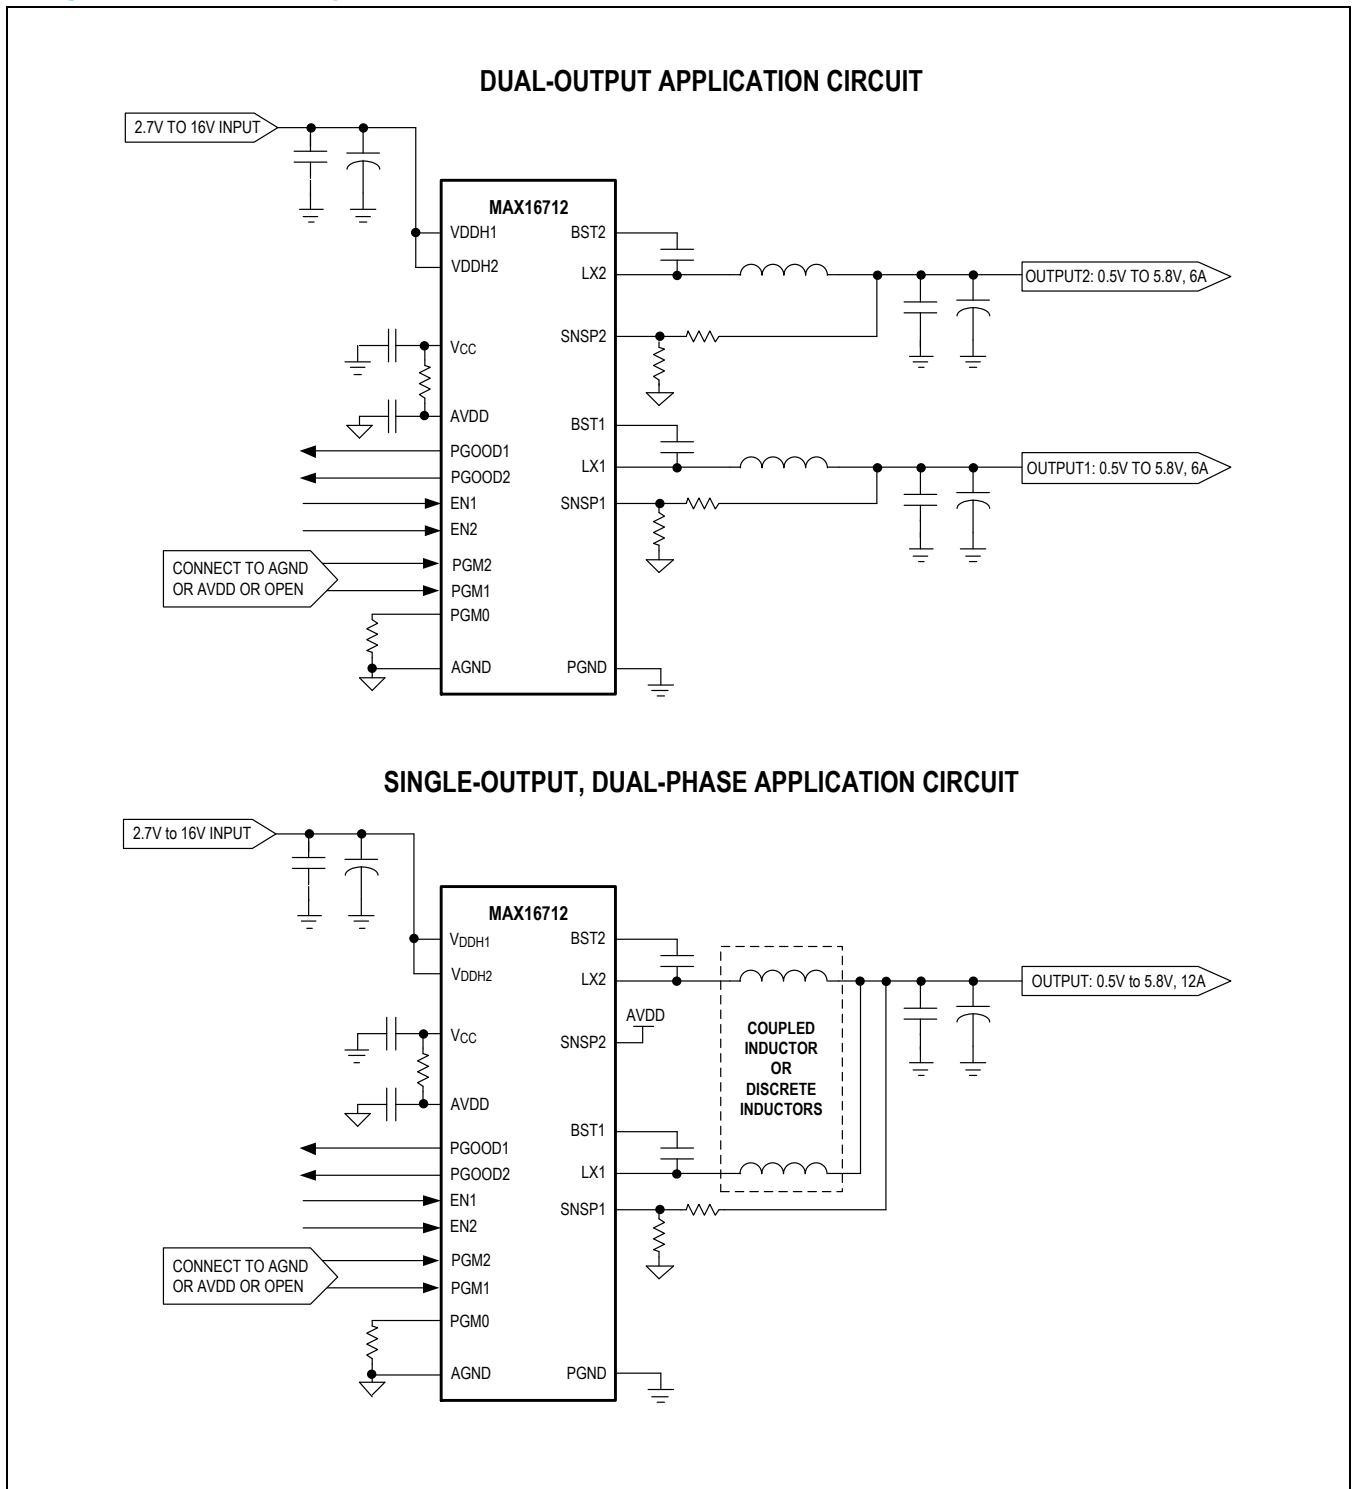 DUAL-OUTPUT APPLICATION CIRCUIT
2.7V TO 16V INPUT
MAX16712
VDDH1
BST2
VDDH2
LX2
OUTPUT2: 0.5V TO 5.8V, 6A
SNSP2
VCC
AVDD
BST1
PGOOD1
LX1
OUTPUT1: 0.5V TO 5.8V, 6A
PGOOD2
EN1
SNSP1
EN2
CONNECT TO AGND
OR AVDD OR OPEN
PGM2
PGM1
PGM0
AGND
PGND
SINGLE-OUTPUT, DUAL-PHASE APPLICATION CIRCUIT
2.7V to 16V INPUT
MAX16712
VDDH1
BST2
VDDH2
LX2
OUTPUT: 0.5V to 5.8V, 12A
AVDD
VCC
SNSP2
COUPLED
INDUCTOR
OR
DISCRETE
INDUCTORS
AVDD
BST1
PGOOD1
LX1
PGOOD2
EN1
SNSP1
EN2
CONNECT TO AGND
OR AVDD OR OPEN
PGM2
PGM1
PGM0
AGND
PGND